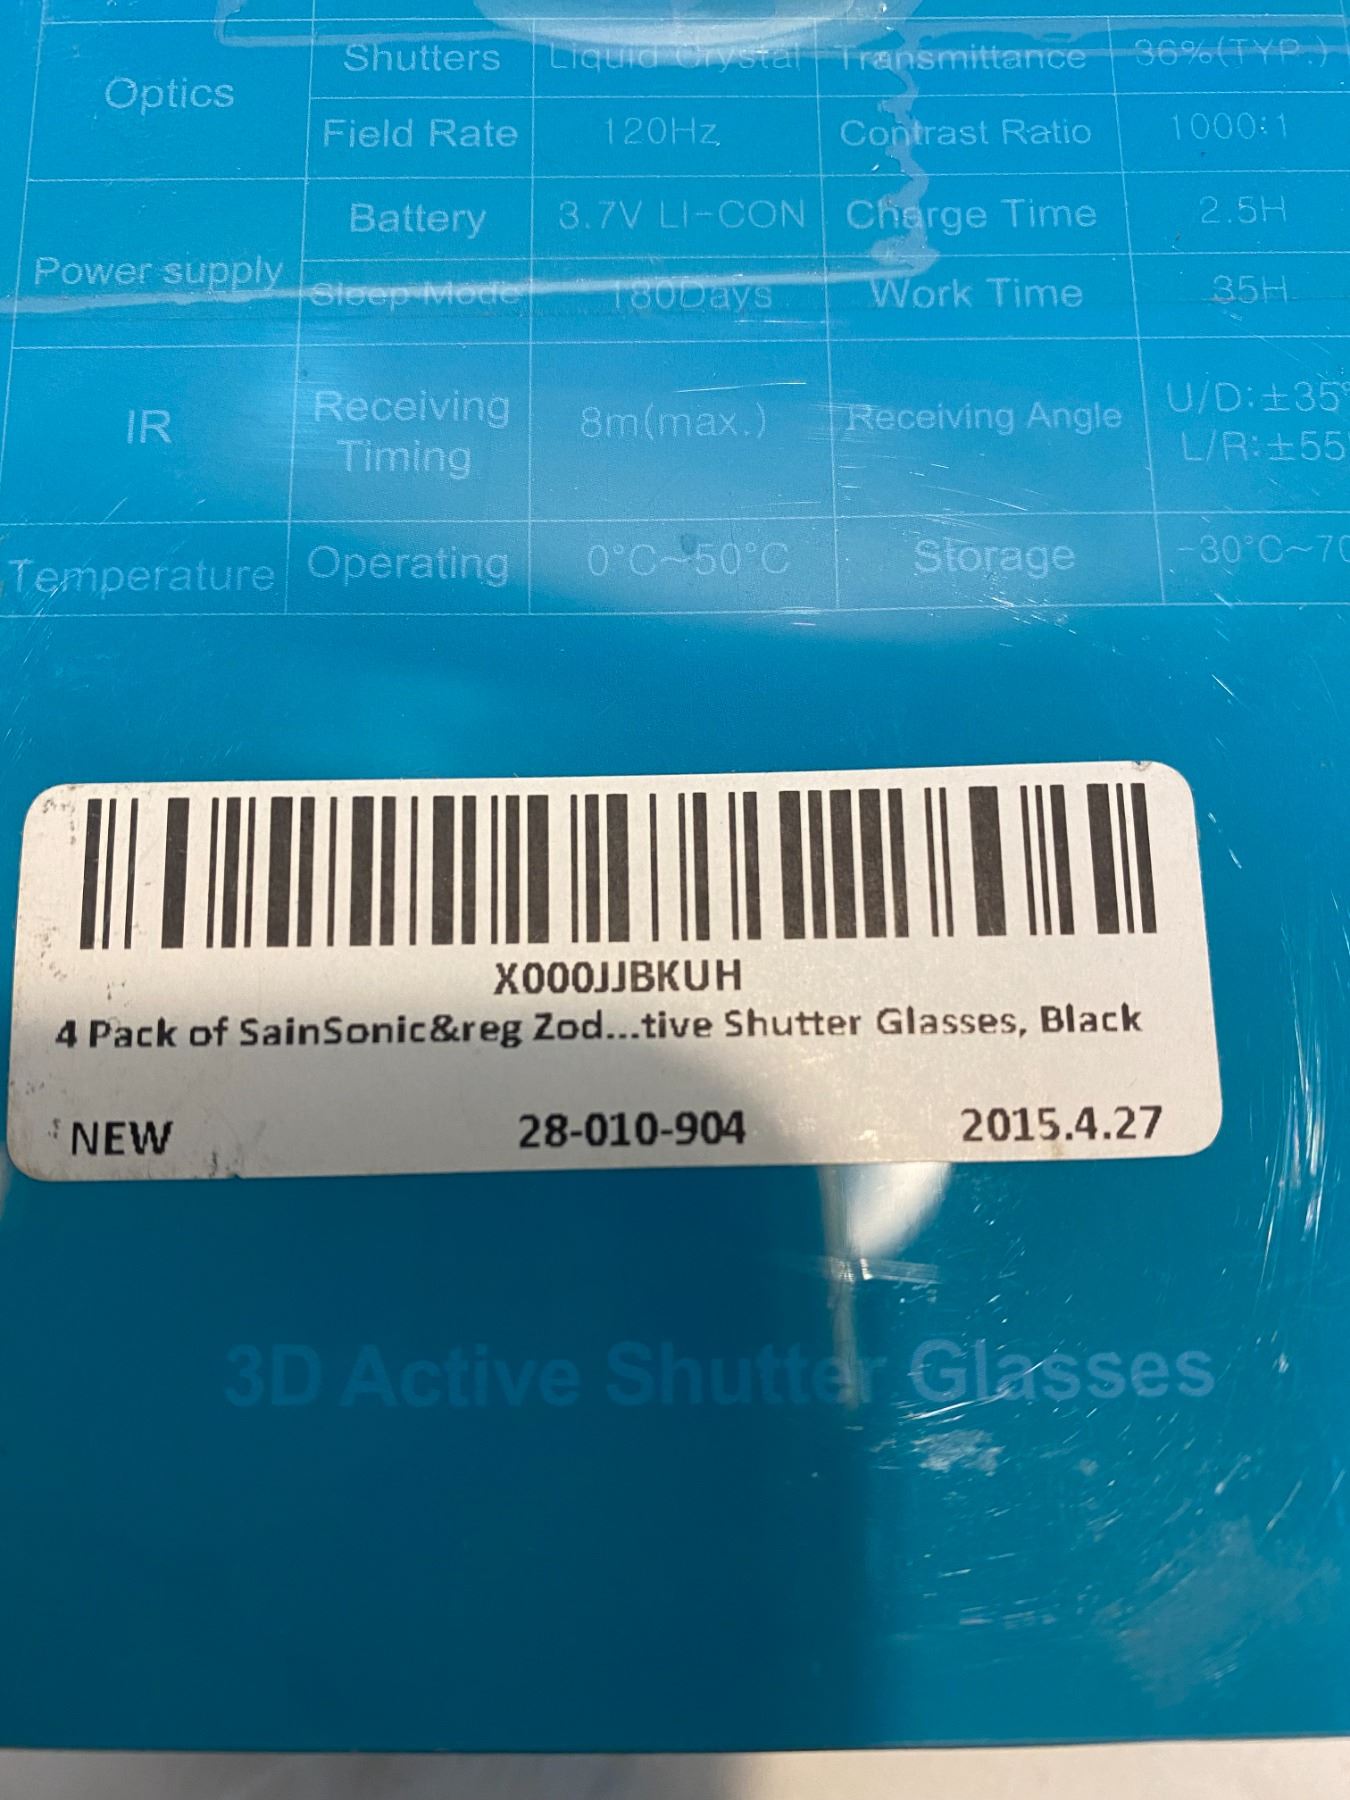 Optics
Shutters
Liquid Crystal
Transmittance
36%(TYP.)
Field Rate
120Hz
Contrast Ratio
1000:1
Power supply
Battery
3.7V LI-CON
Charge Time
2.5H
Sleep Mode
180Days
Work Time
35H
IR
Receiving
Timing
8m(max.)
Receiving Angle
U/D:±35°
L/R:±55°
Temperature
Operating
0°C~50°C
Storage
-30°C~70
X000JJBKUH
4 Pack of SainSonic&reg Zod...tive Shutter Glasses, Black
NEW
28-010-904
2015.4.27
3D Active Shutter Glasses